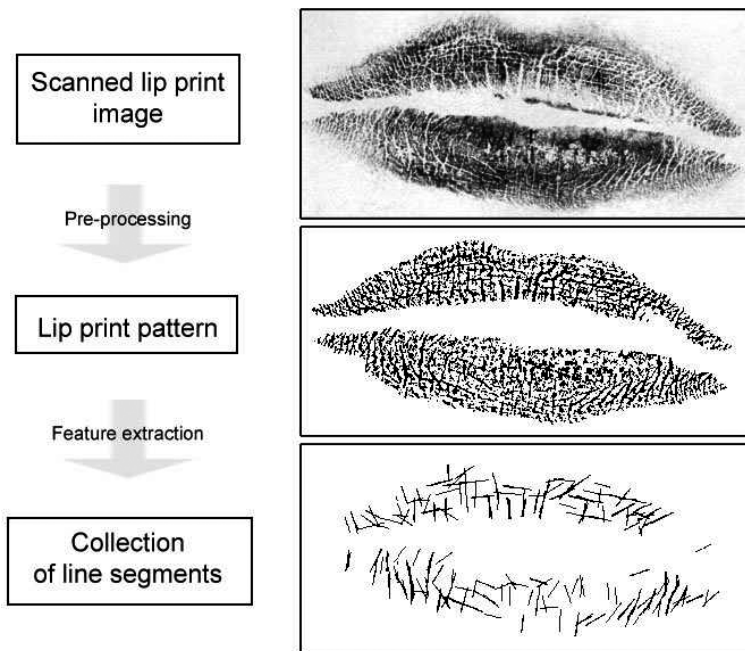 Scanned lip print
image
Pre-processing
Lip print pattern
Feature extraction
Collection
of line segments